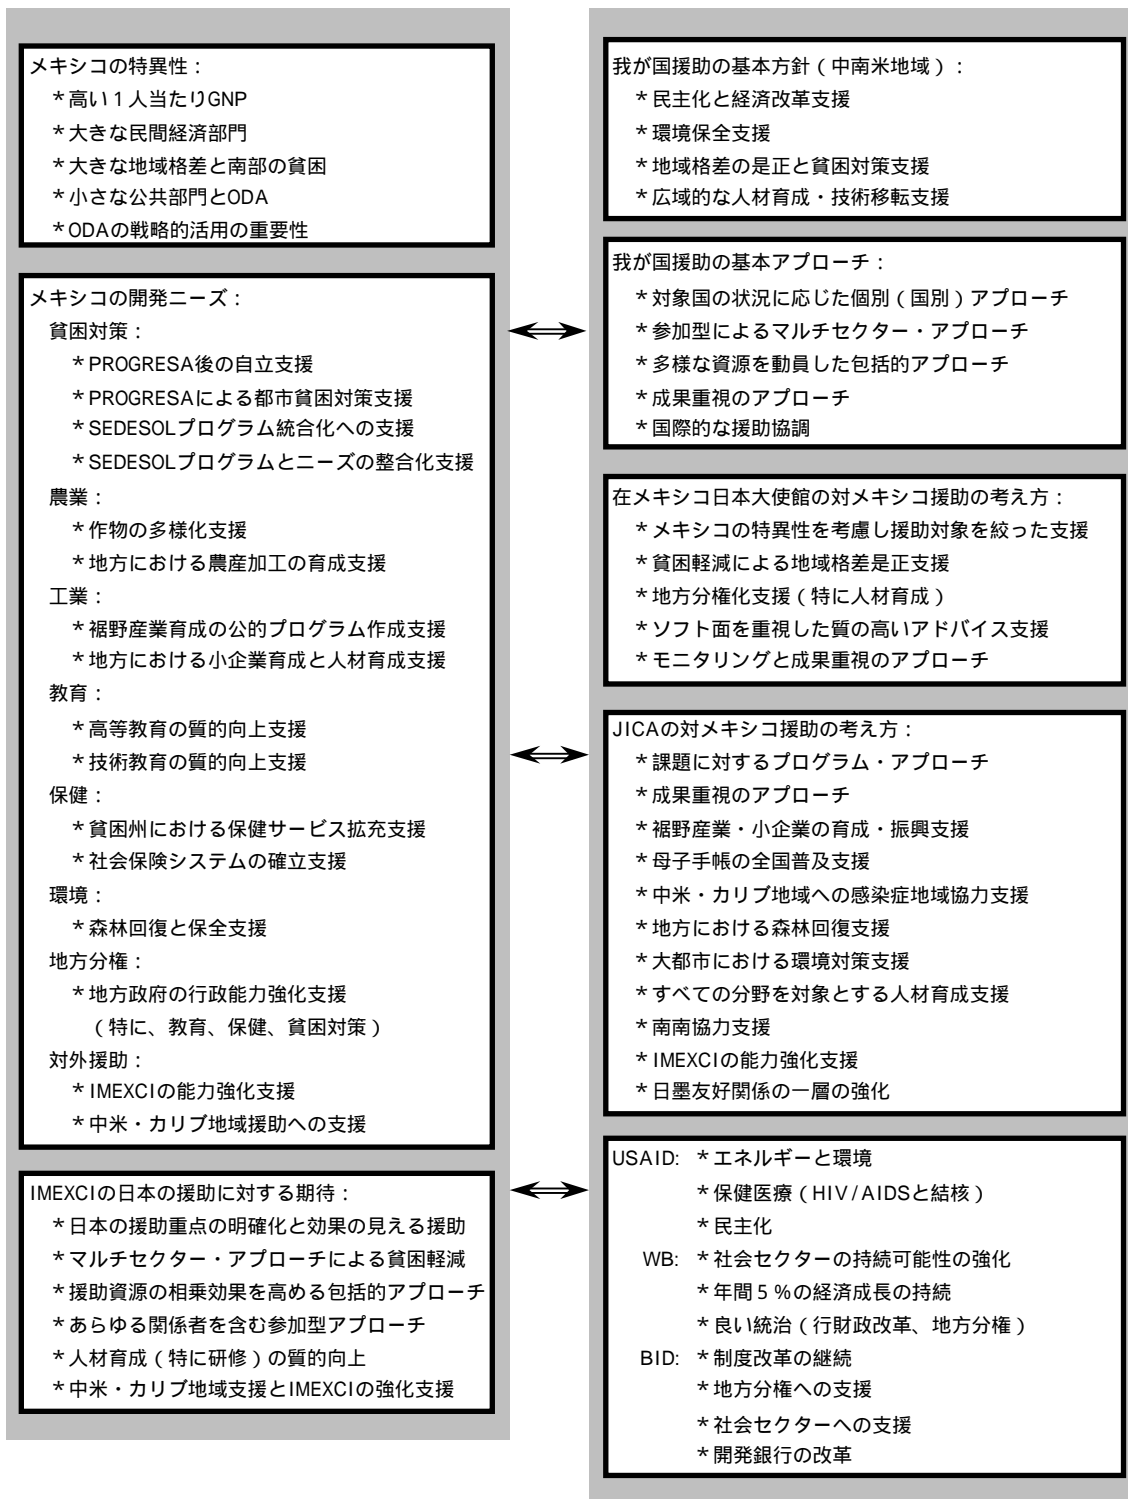 メキシコの特異性：
＊高い１人当たりGNP
＊大きな民間経済部門
＊大きな地域格差と南部の貧困
＊小さな公共部門とODA
＊ODAの戦略的活用の重要性
メキシコの開発ニーズ：
貧困対策：
＊PROGRESA後の自立支援
＊PROGRESAによる都市貧困対策支援
＊SEDESOLプログラム統合化への支援
＊SEDESOLプログラムとニーズの整合化支援
農業：
＊作物の多様化支援
＊地方における農産加工の育成支援
工業：
＊裾野産業育成の公的プログラム作成支援
＊地方における小企業育成と人材育成支援
教育：
＊高等教育の質的向上支援
＊技術教育の質的向上支援
保健：
＊貧困州における保健サービス拡充支援
＊社会保険システムの確立支援
環境：
＊森林回復と保全支援
地方分権：
＊地方政府の行政能力強化支援
（特に、教育、保健、貧困対策）
対外援助：
＊IMEXCIの能力強化支援
＊中米・カリブ地域援助への支援
IMEXCIの日本の援助に対する期待：
＊日本の援助重点の明確化と効果の見える援助
＊マルチセクター・アプローチによる貧困軽減
＊援助資源の相乗効果を高める包括的アプローチ
＊あらゆる関係者を含む参加型アプローチ
＊人材育成（特に研修）の質的向上
＊中米・カリブ地域支援とIMEXCIの強化支援
我が国援助の基本方針（中南米地域）：
＊民主化と経済改革支援
＊環境保全支援
＊地域格差の是正と貧困対策支援
＊広域的な人材育成・技術移転支援
我が国援助の基本アプローチ：
＊対象国の状況に応じた個別（国別）アプローチ
＊参加型によるマルチセクター・アプローチ
＊多様な資源を動員した包括的アプローチ
＊成果重視のアプローチ
＊国際的な援助協調
在メキシコ日本大使館の対メキシコ援助の考え方：
＊メキシコの特異性を考慮し援助対象を絞った支援
＊貧困軽減による地域格差是正支援
＊地方分権化支援（特に人材育成）
＊ソフト面を重視した質の高いアドバイス支援
＊モニタリングと成果重視のアプローチ
JICAの対メキシコ援助の考え方：
＊課題に対するプログラム・アプローチ
＊成果重視のアプローチ
＊裾野産業・小企業の育成・振興支援
＊母子手帳の全国普及支援
＊中米・カリブ地域への感染症地域協力支援
＊地方における森林回復支援
＊大都市における環境対策支援
＊すべての分野を対象とする人材育成支援
＊南南協力支援
＊IMEXCIの能力強化支援
＊日墨友好関係の一層の強化
USAID: ＊エネルギーと環境
＊保健医療（HIV/AIDSと結核）
＊民主化
WB: ＊社会セクターの持続可能性の強化
＊年間５％の経済成長の持続
＊良い統治（行財政改革、地方分権）
BID: ＊制度改革の継続
＊地方分権への支援
＊社会セクターへの支援
＊開発銀行の改革